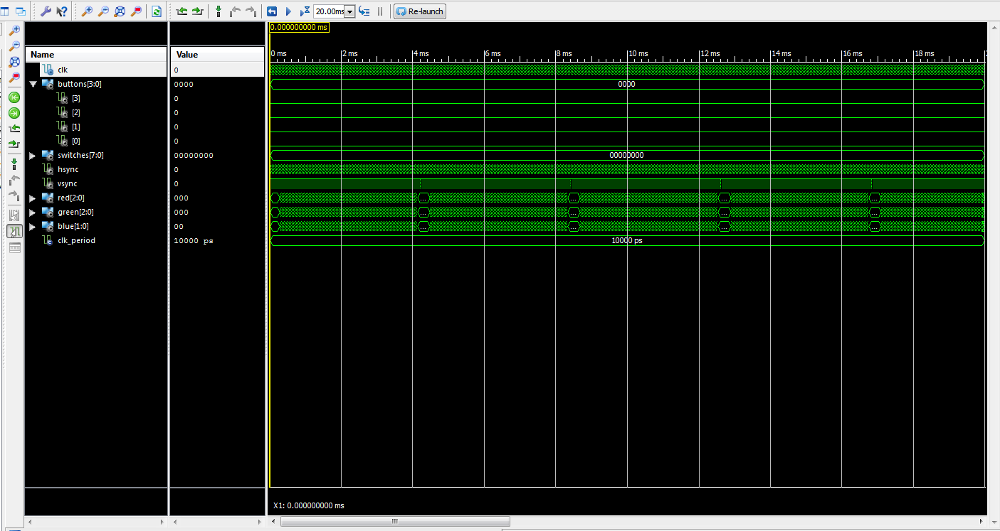 20.00ms Re-launch
0.000000000 ms
Name Value
0 ms 2 ms 4 ms 6 ms 8 ms 10 ms 12 ms 14 ms 16 ms 18 ms
clk 0
buttons[3:0] 0000 0000
[3] 0
[2] 0
[1] 0
[0] 0
switches[7:0] 00000000 00000000
hsync 0
vsync 0
red[2:0] 000 ... ... ... ...
green[2:0] 000 ... ... ... ...
blue[1:0] 00 ... ... ... ...
clk_period 10000 ps 10000 ps
X1: 0.000000000 ms